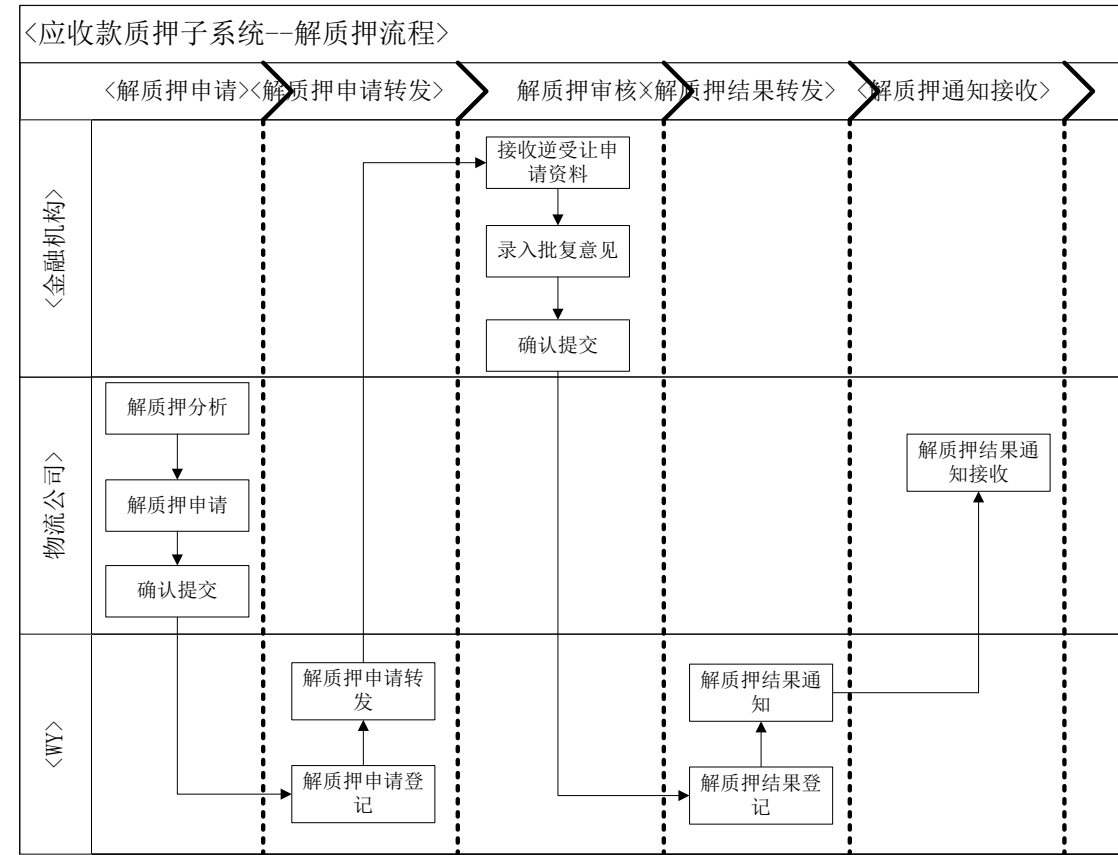 <应收款质押子系统--解质押流程>
<解质押申请>
<解质押申请转发>
解质押审核>
<解质押结果转发>
<解质押通知接收>
<金融机构>
接收逆受让申
请资料
录入批复意见
确认提交
物流公司>
解质押分析
解质押申请
确认提交
解质押结果通
知接收
<WY>
解质押申请转
发
解质押申请登
记
解质押结果通
知
解质押结果登
记